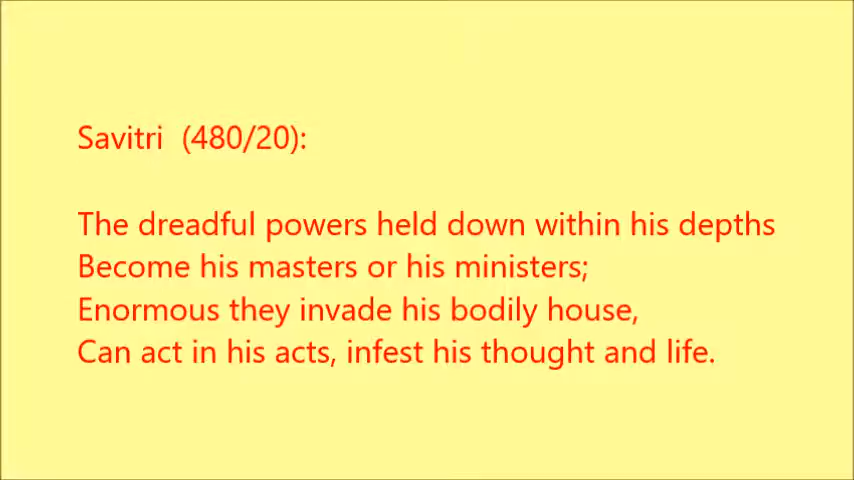 Savitri (480/20):
The dreadful powers held down within his depths
Become his masters or his ministers;
Enormous they invade his bodily house,
Can act in his acts, infest his thought and life.